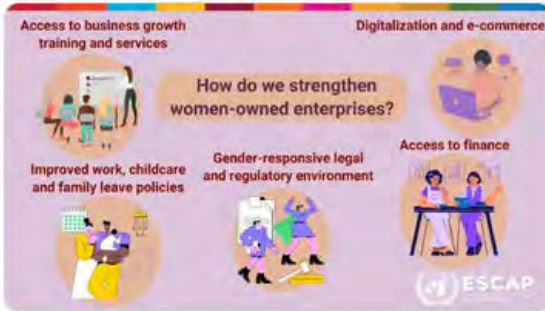 Access to business growth
training and services
Digitalization and e-commerce
How do we strengthen
women-owned enterprises?
Improved work, childcare
and family leave policies
Gender-responsive legal
and regulatory environment
Access to finance
ESCAP